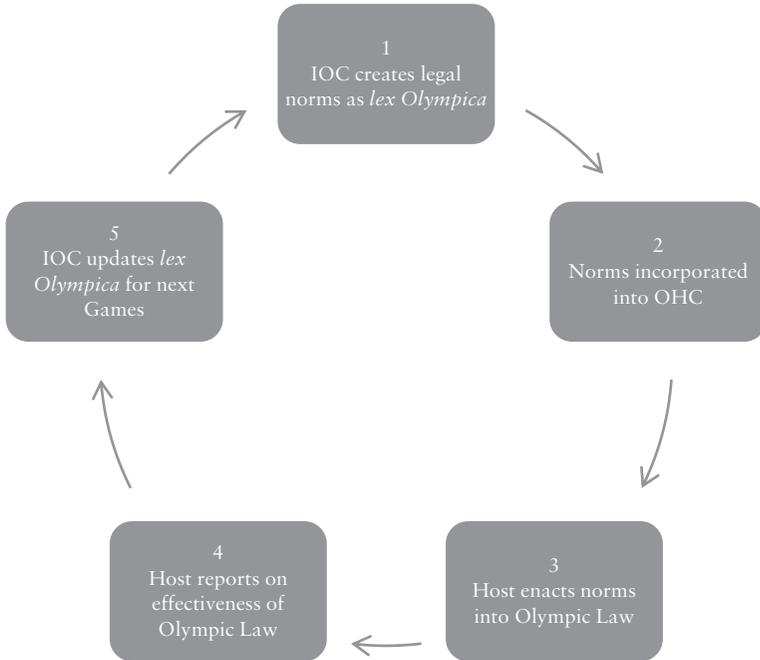 1
IOC creates legal
norms as lex Olympica
2
Norms incorporated
into OHC
3
Host enacts norms
into Olympic Law
4
Host reports on
effectiveness of
Olympic Law
5
IOC updates lex
Olympica for next
Games